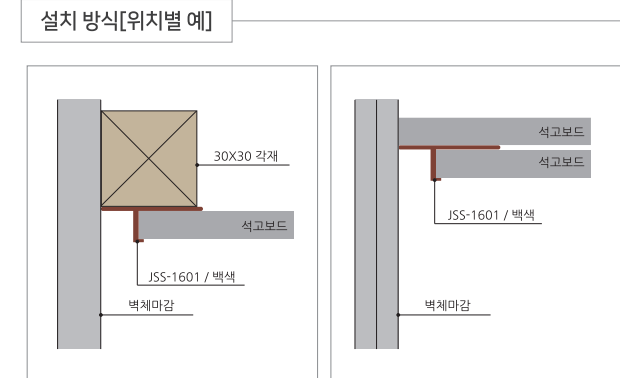 설치 방식[위치별 예]
30X30 각재
석고보드
JSS-1601 / 백색
벽체마감
석고보드
석고보드
JSS-1601 / 백색
벽체마감